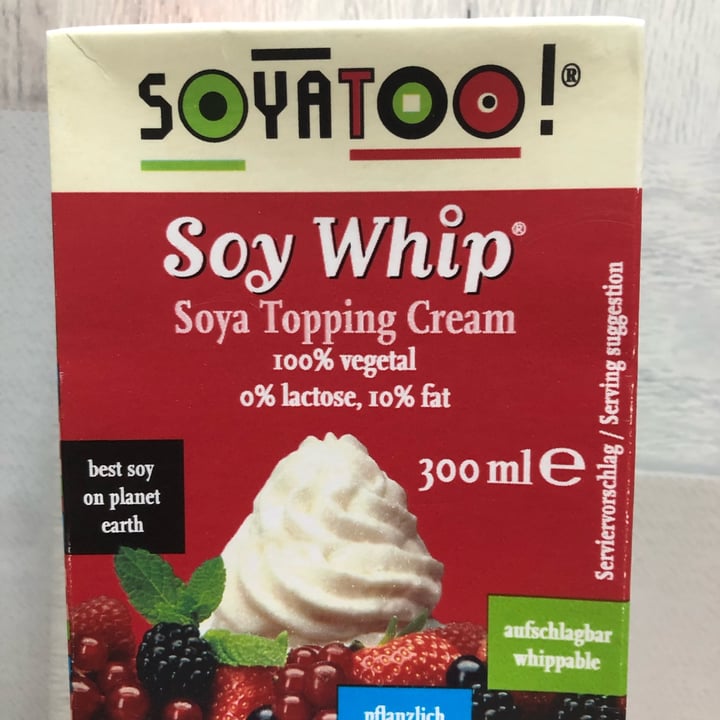 SOYATOO!®
Soy Whip®
Soya Topping Cream
100% vegetal
0% lactose, 10% fat
300 ml e
Serviervorschlag / Serving suggestion
best soy
on planet
earth
aufschlagbar
whippable
pflanzlich